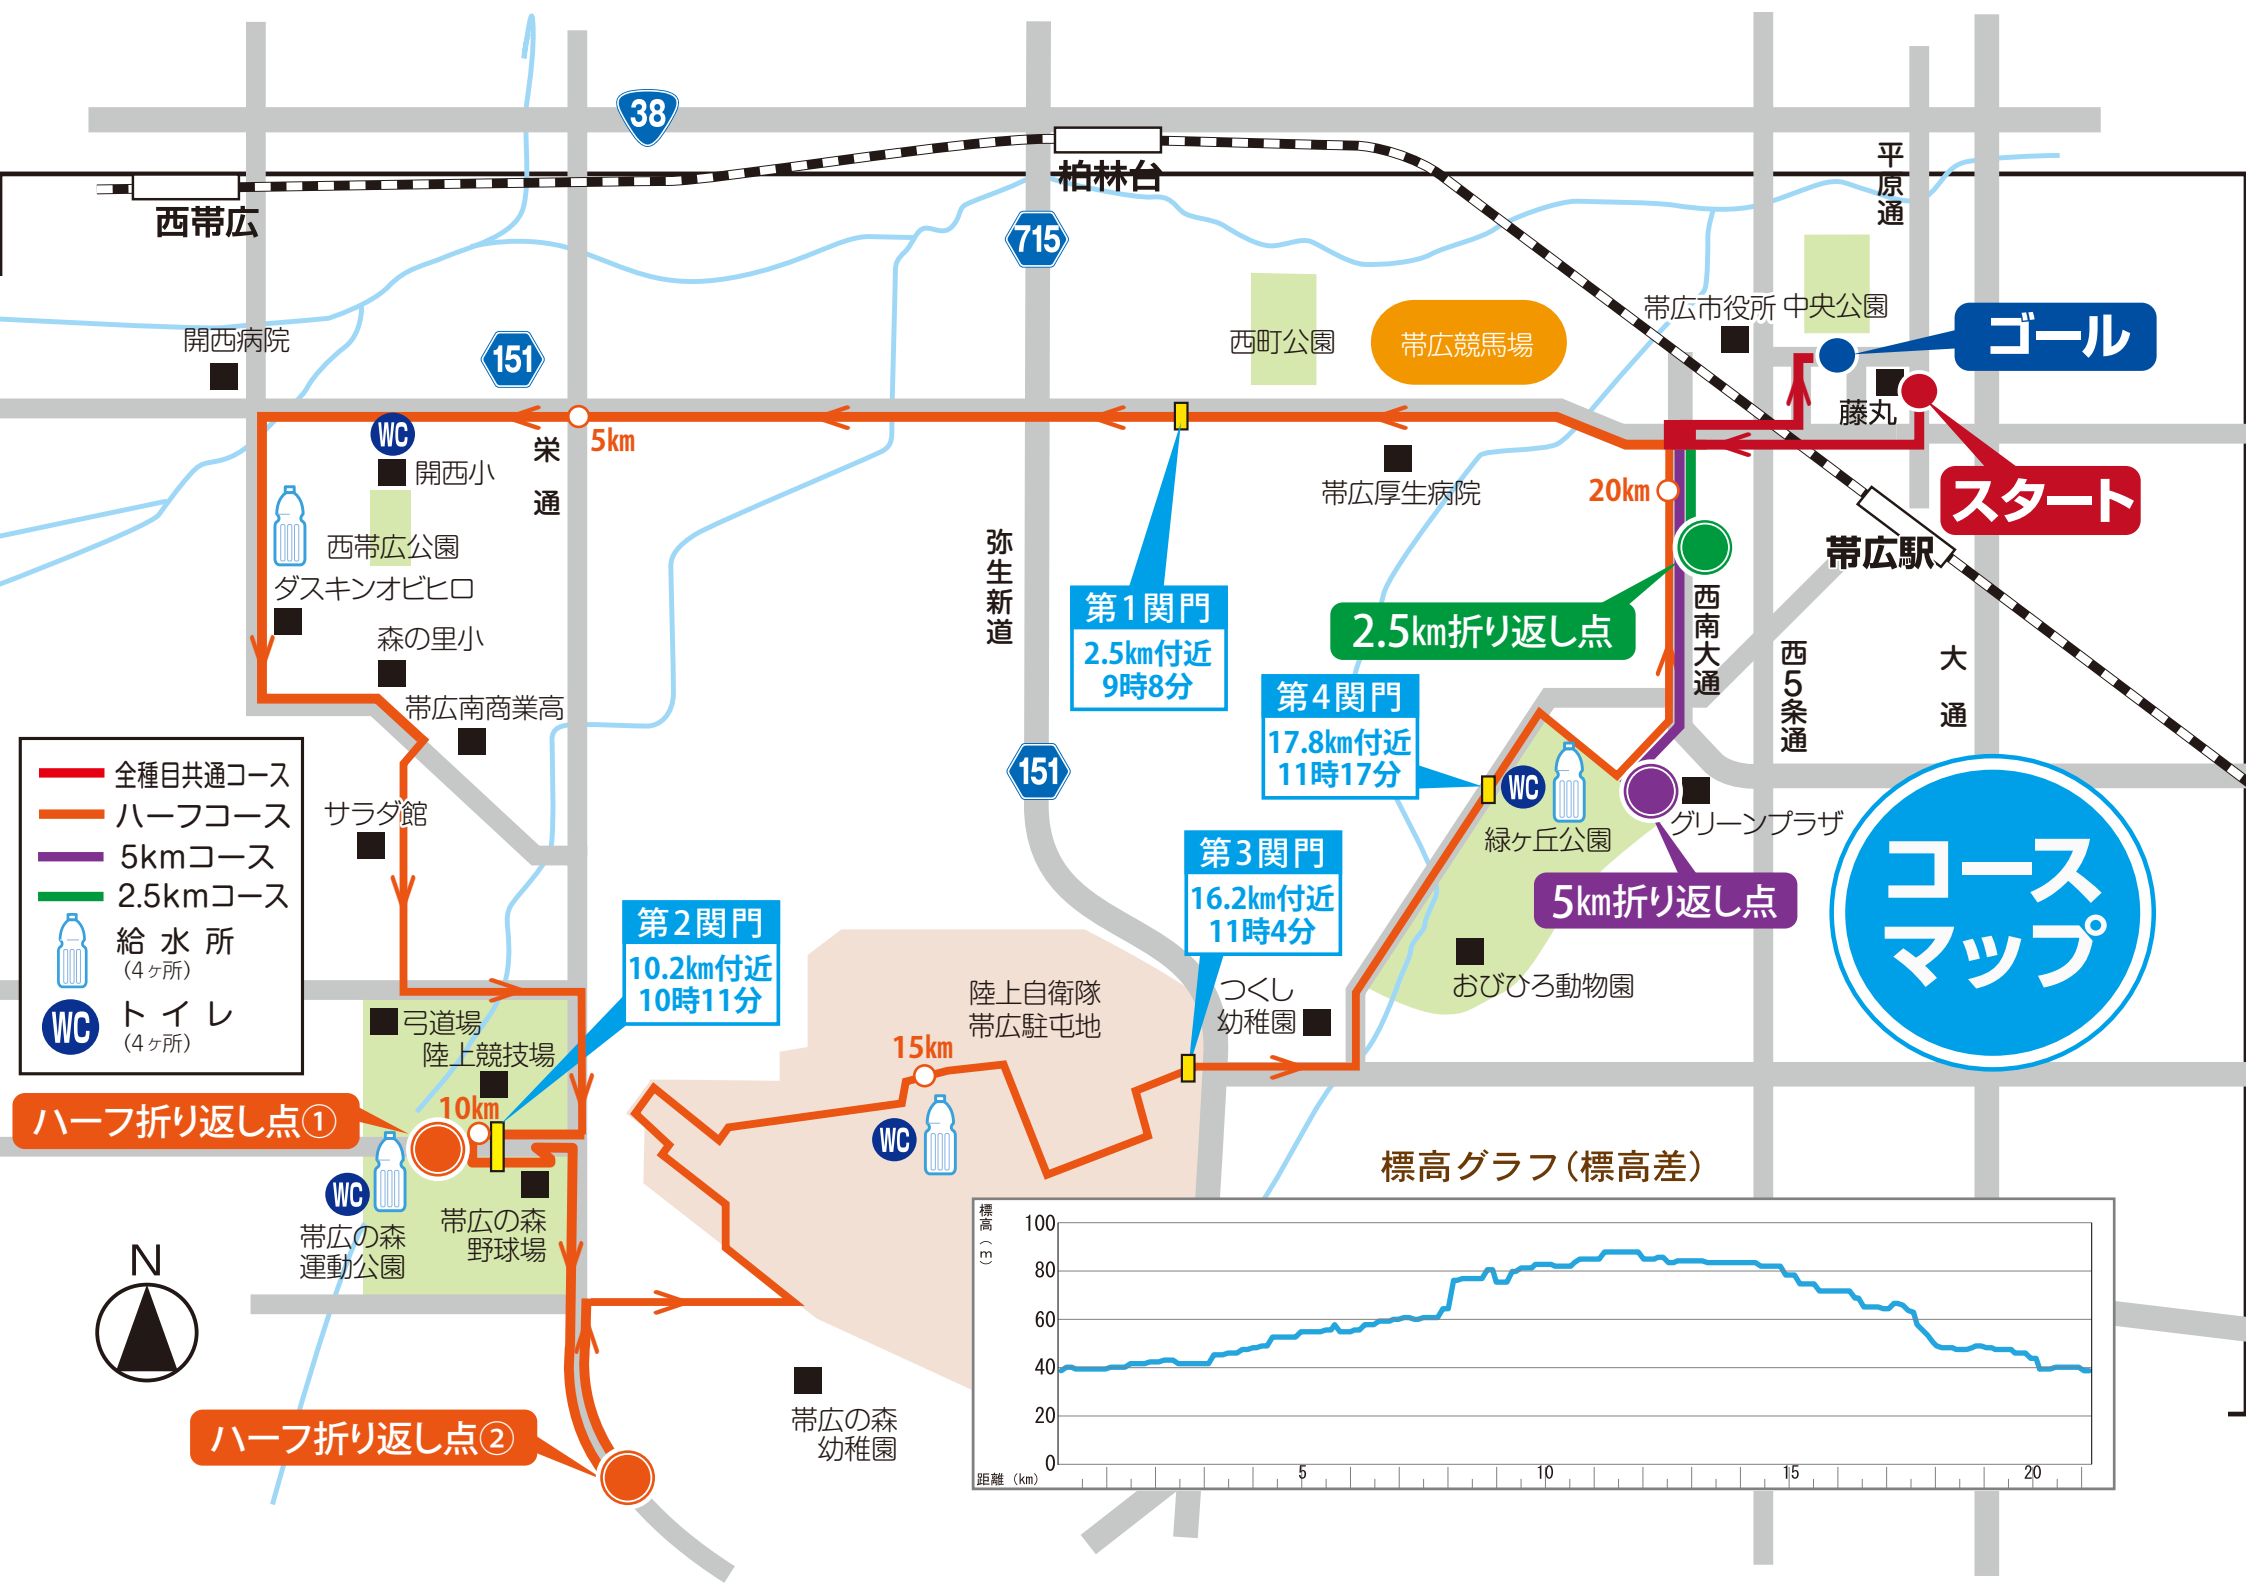 38
平原通
柏林台
西帯広
715
帯広市役所
中央公園
ゴール
開西病院
151
西町公園
帯広競馬場
藤丸
WC
栄通
5km
開西小
スタート
帯広厚生病院
20km
西帯広公園
弥生新道
帯広駅
ダスキンオビヒロ
第1関門
2.5km付近
9時8分
2.5km折り返し点
西南大通
西5条通
大通
森の里小
帯広南商業高
第4関門
17.8km付近
11時17分
151
WC
サラダ館
緑ヶ丘公園
グリーンプラザ
全種目共通コース
ハーフコース
5kmコース
2.5kmコース
給水所
(4ヶ所)
WC
トイレ
(4ヶ所)
第3関門
16.2km付近
11時4分
5km折り返し点
コース
マップ
第2関門
10.2km付近
10時11分
陸上自衛隊
帯広駐屯地
つくし
幼稚園
おびひろ動物園
弓道場
陸上競技場
15km
10km
ハーフ折り返し点①
WC
WC
帯広の森
運動公園
帯広の森
野球場
N
ハーフ折り返し点②
帯広の森
幼稚園
標高グラフ(標高差)
標高(m)
100
80
60
40
20
0
距離(km)
5
10
15
20